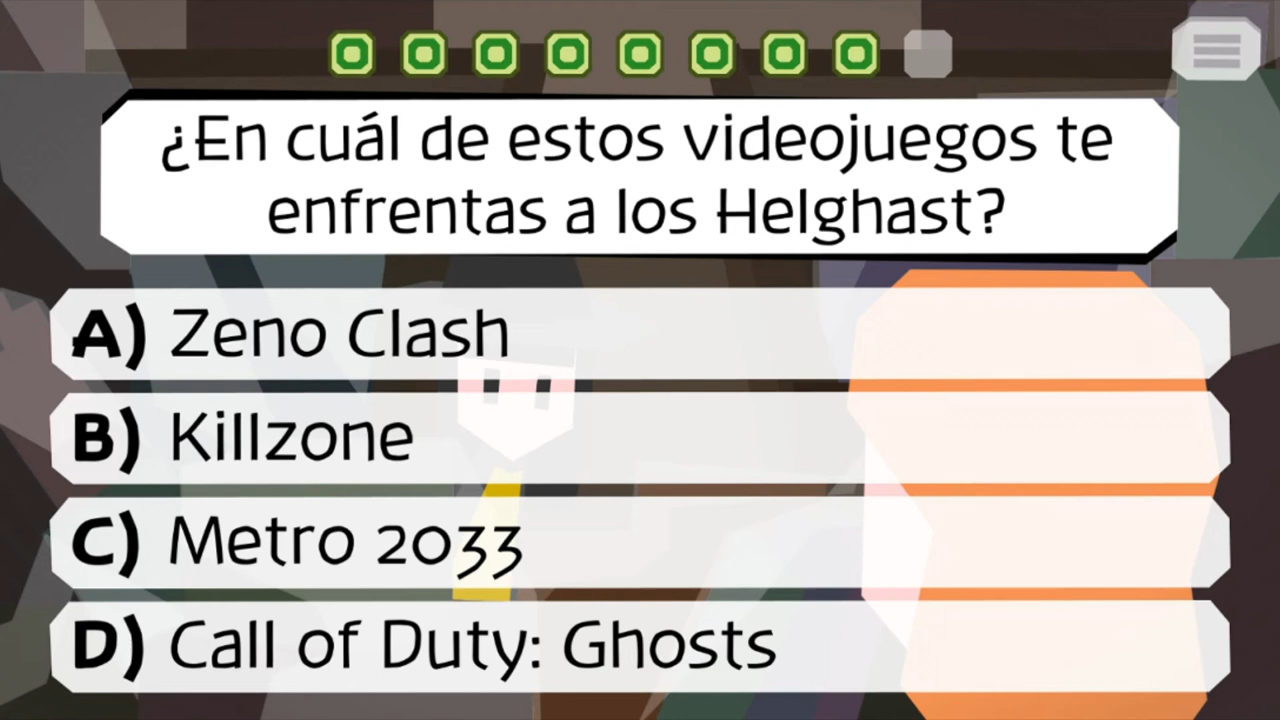 ¿En cuál de estos videojuegos te
enfrentas a los Helghast?
A) Zeno Clash
B) Killzone
C) Metro 2033
D) Call of Duty: Ghosts